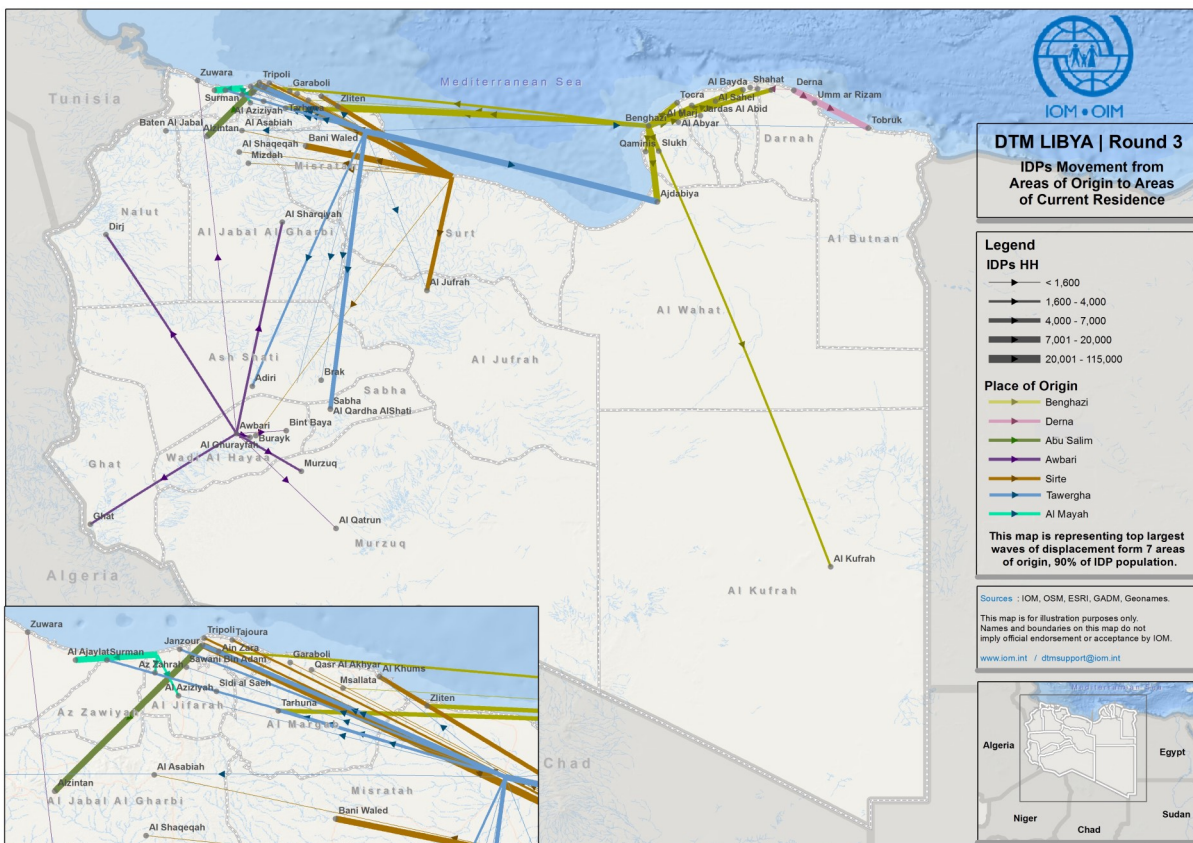 Zuwara
Tripoli
Garaboli
Mediterranean Sea
Al Bayda
Shahat
Derna
Tunisia
Surman
Zliten
Tocra
Al Sahel
Umm ar Rizam
Al Aziziyah
Tarhuna
Al Marj
Jardas Al Abid
Baten Al Jabal
Alzintan
Al Asabiah
Benghazi
Al Abyar
Tobruk
Bani Waled
Al Shaqeqah
Qaminis
Slukh
Darnah
Mizdah
Misratah
Nalut
Ajdabiya
Dirj
Al Sharqiyah
Al Jabal Al Gharbi
Surt
Al Butnan
Al Jufrah
Al Wahat
Ash Shati
Al Jufrah
Adiri
Brak
Sabha
Sabha
Al Qardha AlShati
Awbari
Bint Baya
Al Ghurayfah
Burayk
Ghat
Wadi Al Hayaa
Murzuq
Ghat
Al Qatrun
Murzuq
Al Kufrah
Algeria
Al Kufrah
Chad
Zuwara
Tripoli
Tajoura
Janzour
Ain Zara
Al Ajaylat
Surman
Garaboli
Az Zahrah
Sawani Bin Adam
Qasr Al Akhyar
Al Khums
Al Aziziyah
Sidi al Saeh
Msallata
Zliten
Az Zawiyah
Al Jifarah
Tarhuna
Al Margab
Al Asabiah
Alzintan
Misratah
Al Jabal Al Gharbi
Bani Waled
Al Shaqeqah
IOM • OIM
DTM LIBYA | Round 3
IDPs Movement from
Areas of Origin to Areas
of Current Residence
Legend
IDPs HH
< 1,600
1,600 - 4,000
4,000 - 7,000
7,001 - 20,000
20,001 - 115,000
Place of Origin
Benghazi
Derna
Abu Salim
Awbari
Sirte
Tawergha
Al Mayah
This map is representing top largest
waves of displacement form 7 areas
of origin, 90% of IDP population.
Sources : IOM, OSM, ESRI, GADM, Geonames.
This map is for illustration purposes only.
Names and boundaries on this map do not
imply official endorsement or acceptance by IOM.
www.iom.int / dtmsupport@iom.int
Mediterranean Sea
Algeria
Egypt
Niger
Chad
Sudan